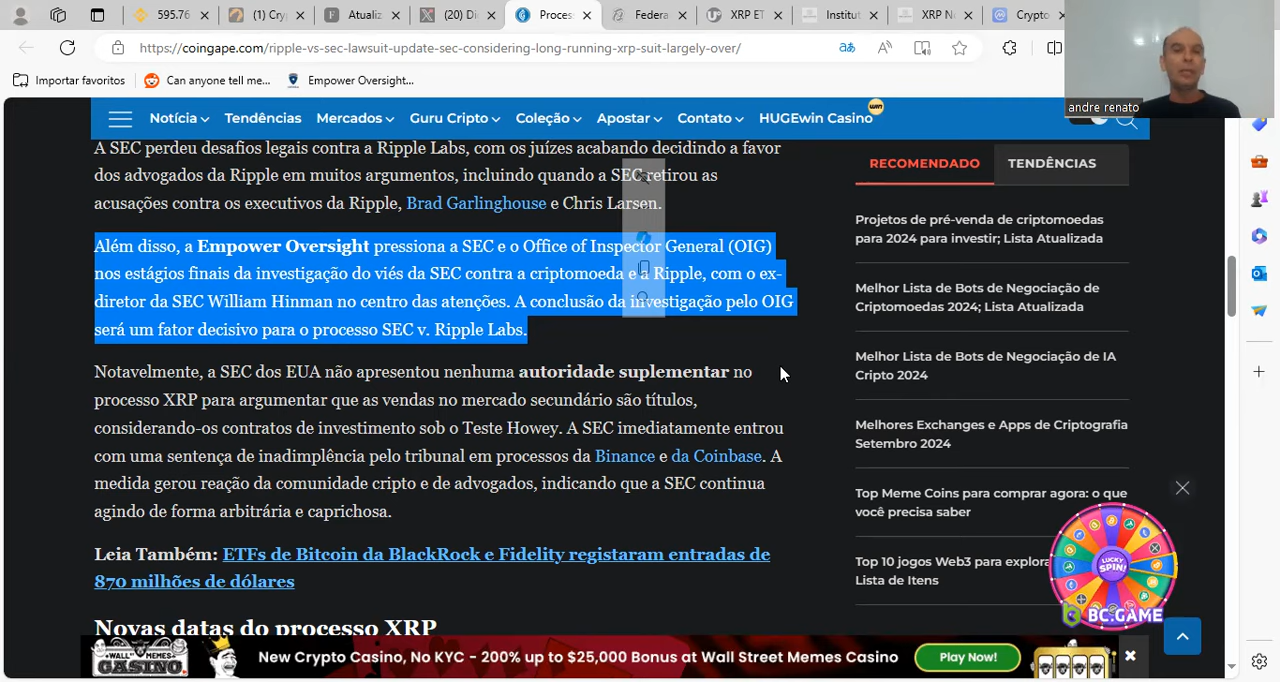 595.76
(1) Cry
Atualiz
(20) Di
Proces
Federa
XRP ET
Institut
XRP N
Crypto
https://coingape.com/ripple-vs-sec-lawsuit-update-sec-considering-long-running-xrp-suit-largely-over/
Importar favoritos
Can anyone tell me...
Empower Oversight...
andre renato
Notícia
Tendências
Mercados
Guru Cripto
Coleção
Apostar
Contato
HUGEwin Casino
A SEC perdeu desafios legais contra a Ripple Labs, com os juízes acabando decidindo a favor
dos advogados da Ripple em muitos argumentos, incluindo quando a SEC retirou as
acusações contra os executivos da Ripple, Brad Garlinghouse e Chris Larsen.
Além disso, a Empower Oversight pressiona a SEC e o Office of Inspector General (OIG)
nos estágios finais da investigação do viés da SEC contra a criptomoeda e a Ripple, com o ex-
diretor da SEC William Hinman no centro das atenções. A conclusão da investigação pelo OIG
será um fator decisivo para o processo SEC v. Ripple Labs.
Notavelmente, a SEC dos EUA não apresentou nenhuma autoridade suplementar no
processo XRP para argumentar que as vendas no mercado secundário são títulos,
considerando-os contratos de investimento sob o Teste Howey. A SEC imediatamente entrou
com uma sentença de inadimplência pelo tribunal em processos da Binance e da Coinbase. A
medida gerou reação da comunidade cripto e de advogados, indicando que a SEC continua
agindo de forma arbitrária e caprichosa.
Leia Também: ETFs de Bitcoin da BlackRock e Fidelity registaram entradas de
870 milhões de dólares
Novas datas do processo XRP
RECOMENDADO
TENDÊNCIAS
Projetos de pré-venda de criptomoedas
para 2024 para investir; Lista Atualizada
Melhor Lista de Bots de Negociação de
Criptomoedas 2024; Lista Atualizada
Melhor Lista de Bots de Negociação de IA
Cripto 2024
Melhores Exchanges e Apps de Criptografia
Setembro 2024
Top Meme Coins para comprar agora: o que
você precisa saber
Top 10 jogos Web3 para explora
Lista de Itens
LUCKY
SPIN!
BC.GAME
WALL STREET MEMES
CASINO
New Crypto Casino, No KYC - 200% up to $25,000 Bonus at Wall Street Memes Casino
Play Now!